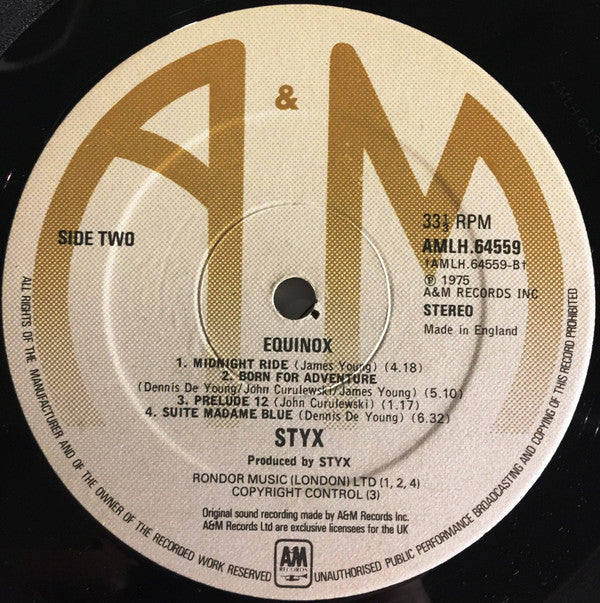 A & M
SIDE TWO
33⅓ RPM
AMLH.64559
†AMLH.64559-B†
Ⓟ 1975
A&M RECORDS INC
STEREO
Made in England
EQUINOX
1. MIDNIGHT RIDE (James Young) (4.18)
2. BORN FOR ADVENTURE
(Dennis De Young/John Curulewski/James Young) (5.10)
3. PRELUDE 12 (John Curulewski) (1.17)
4. SUITE MADAME BLUE (Dennis De Young) (6.32)
STYX
Produced by STYX
RONDOR MUSIC (LONDON) LTD (1, 2, 4)
COPYRIGHT CONTROL (3)
Original sound recording made by A&M Records Inc.
A&M Records Ltd are exclusive licensees for the UK
AM
RECORDS
ALL RIGHTS OF THE MANUFACTURER AND OF THE OWNER OF THE RECORDED WORK RESERVED
UNAUTHORISED PUBLIC PERFORMANCE BROADCASTING AND COPYING OF THIS RECORD PROHIBITED